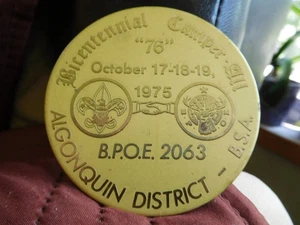 Bicentennial Camper-All
"76"
October 17-18-19,
1975
B.P.O.E. 2063
ALGONQUIN DISTRICT - B.S.A.